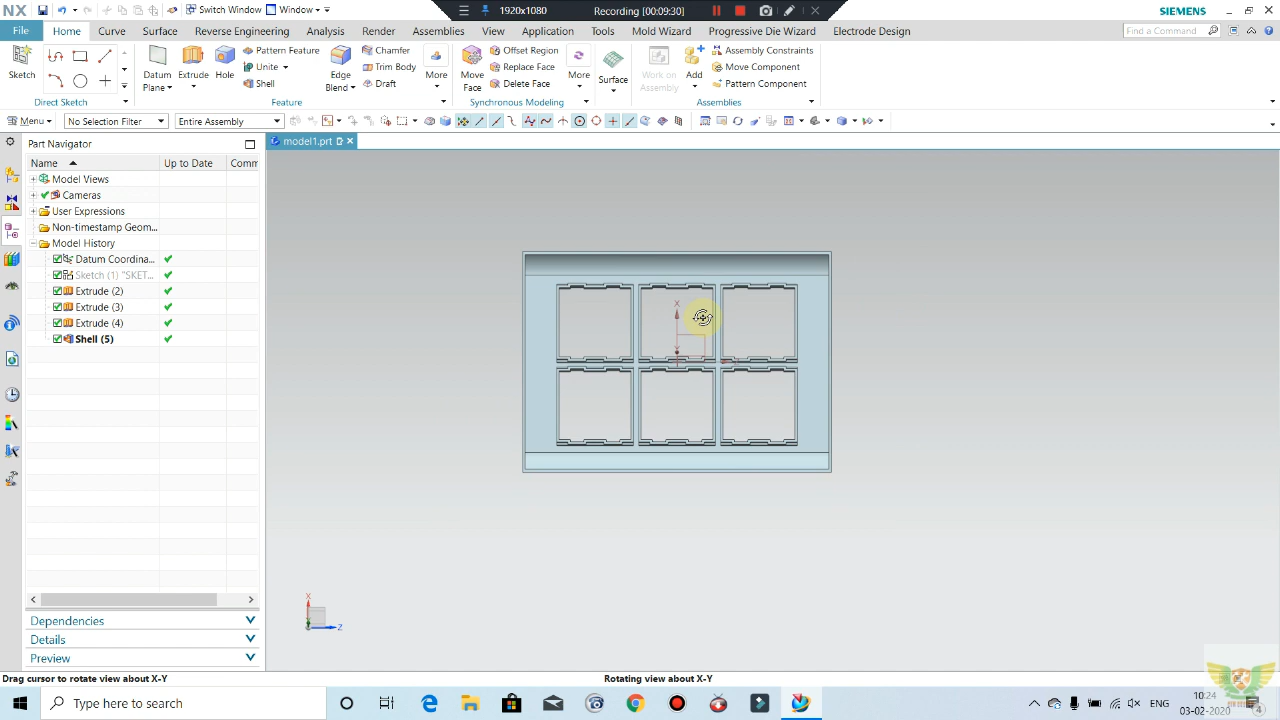 NX
Switch Window
Window
1920x1080
Recording [00:09:30]
SIEMENS
File
Home
Curve
Surface
Reverse Engineering
Analysis
Render
Application
Tools
Mold Wizard
Progressive Die Wizard
Electrode Design
Find a Command
Sketch
Direct Sketch
Datum Plane
Extrude
Hole
Pattern Feature
Unite
Shell
Edge Blend
Chamfer
Trim Body
Draft
More
Feature
Move Face
Offset Region
Replace Face
Delete Face
More
Synchronous Modeling
Surface
Work on Assembly
Add
Assembly Constraints
Move Component
Pattern Component
Assemblies
Menu
No Selection Filter
Entire Assembly
Part Navigator
model1.prt
Name
Up to Date
Comm
Model Views
Cameras
User Expressions
Non-timestamp Geom...
Model History
Datum Coordina...
Sketch (1) "SKET...
Extrude (2)
Extrude (3)
Extrude (4)
Shell (5)
X
X
Z
Dependencies
Details
Preview
Drag cursor to rotate view about X-Y
Rotating view about X-Y
Type here to search
ENG
10:24
03-02-2020
4